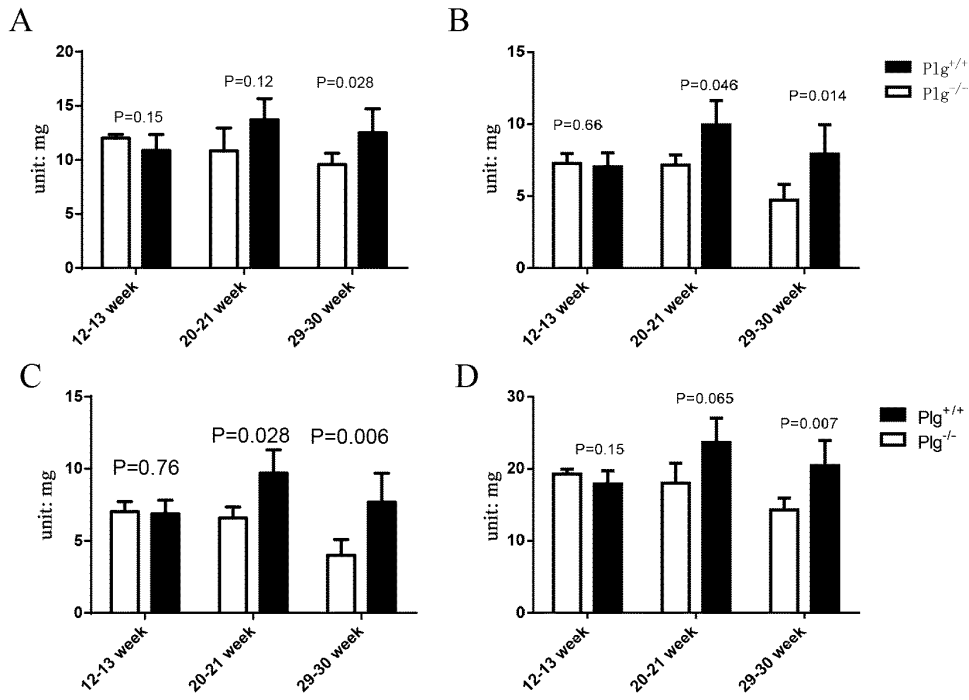 A
unit: mg
20
15
10
5
0
P=0.15
P=0.12
P=0.028
12-13 week
20-21 week
29-30 week
B
15
10
5
0
P=0.66
P=0.046
P=0.014
12-13 week
20-21 week
29-30 week
Plg+/+
Plg-/-
C
unit: mg
15
10
5
0
P=0.76
P=0.028
P=0.006
12-13 week
20-21 week
29-30 week
D
unit: mg
30
20
10
0
P=0.15
P=0.065
P=0.007
12-13 week
20-21 week
29-30 week
Plg+/+
Plg-/-